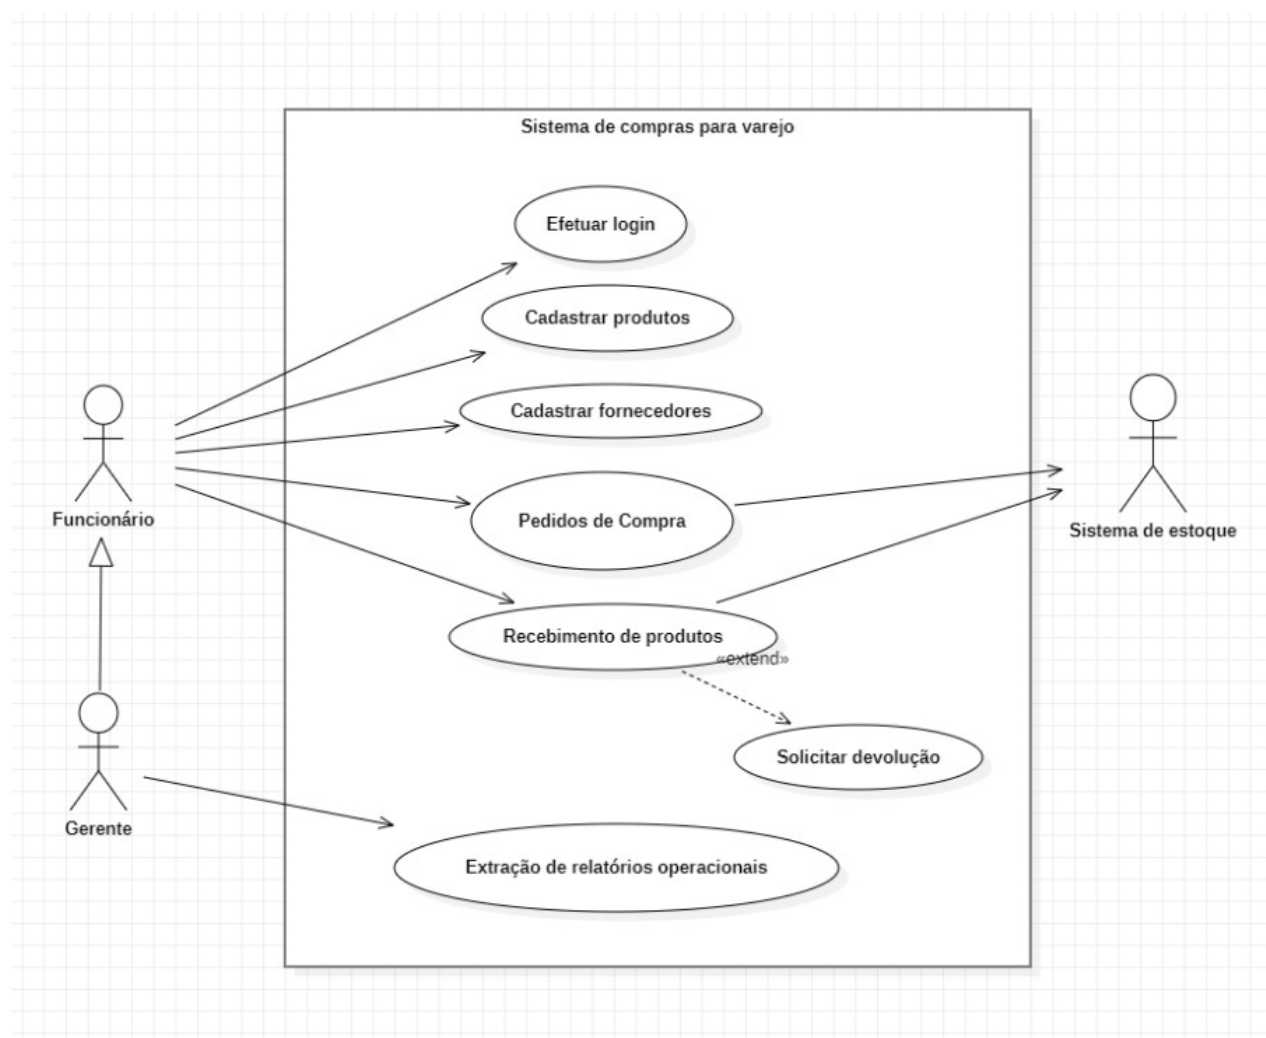 Sistema de compras para varejo
Efetuar login
Cadastrar produtos
Cadastrar fornecedores
Funcionário
Pedidos de Compra
Sistema de estoque
Recebimento de produtos
«extend»
Solicitar devolução
Gerente
Extração de relatórios operacionais